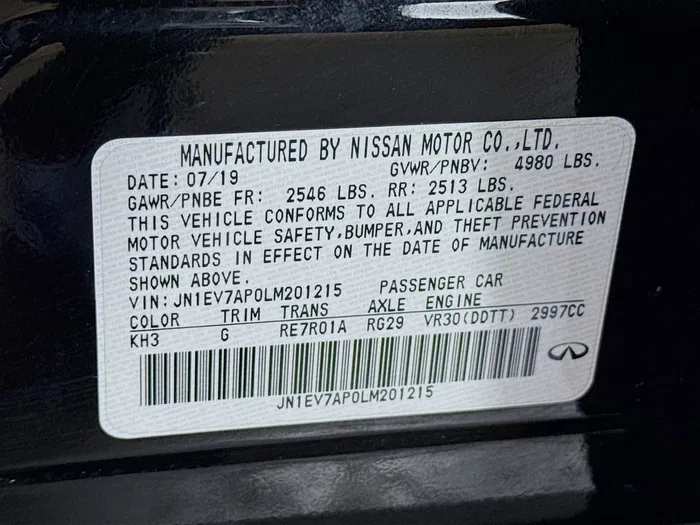 MANUFACTURED BY NISSAN MOTOR CO.,LTD.
DATE: 07/19 GVWR/PNBV: 4980 LBS.
GAWR/PNBE FR: 2546 LBS. RR: 2513 LBS.
THIS VEHICLE CONFORMS TO ALL APPLICABLE FEDERAL
MOTOR VEHICLE SAFETY,BUMPER,AND THEFT PREVENTION
STANDARDS IN EFFECT ON THE DATE OF MANUFACTURE
SHOWN ABOVE.
VIN: JN1EV7AP0LM201215 PASSENGER CAR
COLOR TRIM TRANS AXLE ENGINE
KH3 G RE7R01A RG29 VR30(DDTT) 2997CC
JN1EV7AP0LM201215